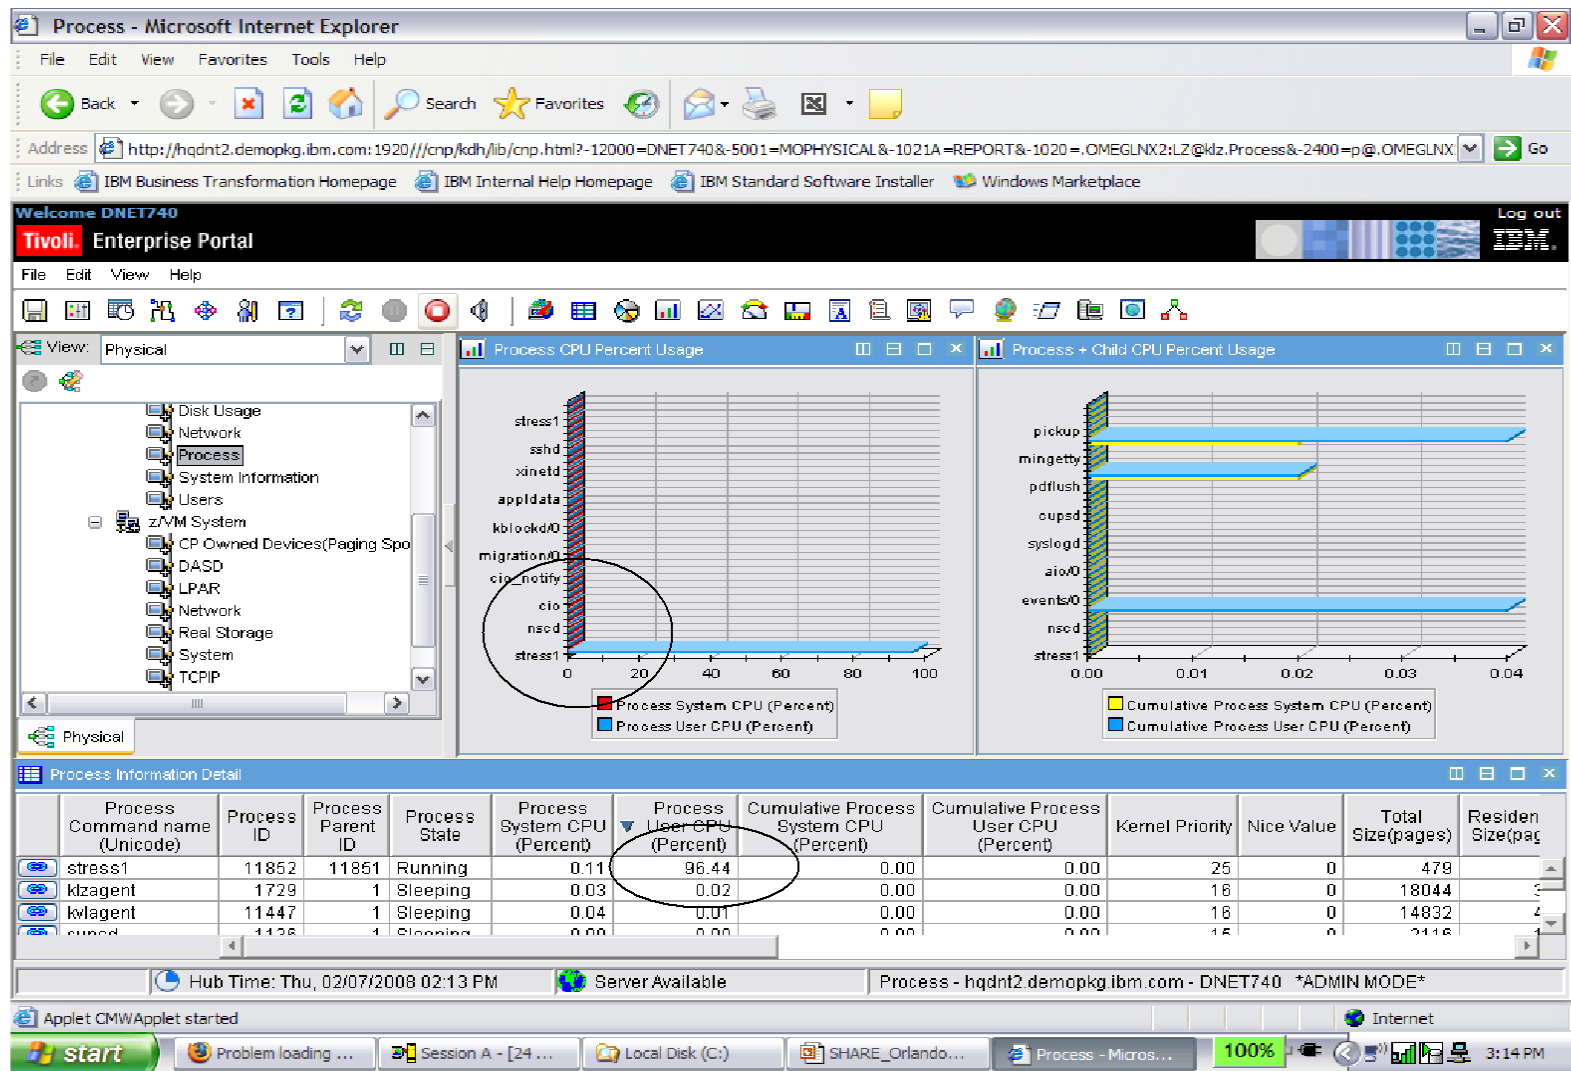 Process - Microsoft Internet Explorer
File Edit View Favorites Tools Help
Back Search Favorites
Address http://hqdnt2.demopkg.ibm.com:1920///cnp/kdh/lib/cnp.html?-12000=DNET740&-5001=MOPHYSICAL&-1021A=REPORT&-1020=.OMEGLNX2:LZ@klz.Process&-2400=p@.OMEGLNX: Go
Links IBM Business Transformation Homepage IBM Internal Help Homepage IBM Standard Software Installer Windows Marketplace
Welcome DNET740 Log out
Tivoli. Enterprise Portal IBM.
File Edit View Help
View: Physical
Disk Usage
Network
Process
System Information
Users
z/VM System
CP Owned Devices(Paging Spo
DASD
LPAR
Network
Real Storage
System
TCPIP
Physical
Process CPU Percent Usage
stress1
sshd
xinetd
appldata
kblockd/0
migration/0
cio_notify
cio
nscd
stress1
0 20 40 60 80 100
Process System CPU (Percent)
Process User CPU (Percent)
Process + Child CPU Percent Usage
pickup
mingetty
pdflush
cupsd
syslogd
aio/0
events/0
nscd
stress1
0.00 0.01 0.02 0.03 0.04
Cumulative Process System CPU (Percent)
Cumulative Process User CPU (Percent)
Process Information Detail
Process Command name (Unicode) Process ID Process Parent ID Process State Process System CPU (Percent) Process User CPU (Percent) Cumulative Process System CPU (Percent) Cumulative Process User CPU (Percent) Kernel Priority Nice Value Total Size(pages) Residen Size(pag
stress1 11852 11851 Running 0.11 96.44 0.00 0.00 25 0 479
klzagent 1729 1 Sleeping 0.03 0.02 0.00 0.00 16 0 18044
kvlagent 11447 1 Sleeping 0.04 0.01 0.00 0.00 16 0 14832
Hub Time: Thu, 02/07/2008 02:13 PM Server Available Process - hqdnt2.demopkg.ibm.com - DNET740 *ADMIN MODE*
Applet CMWApplet started Internet
start Problem loading ... Session A - [24 ... Local Disk (C:) SHARE_Orlando... Process - Micros... 100% 3:14 PM